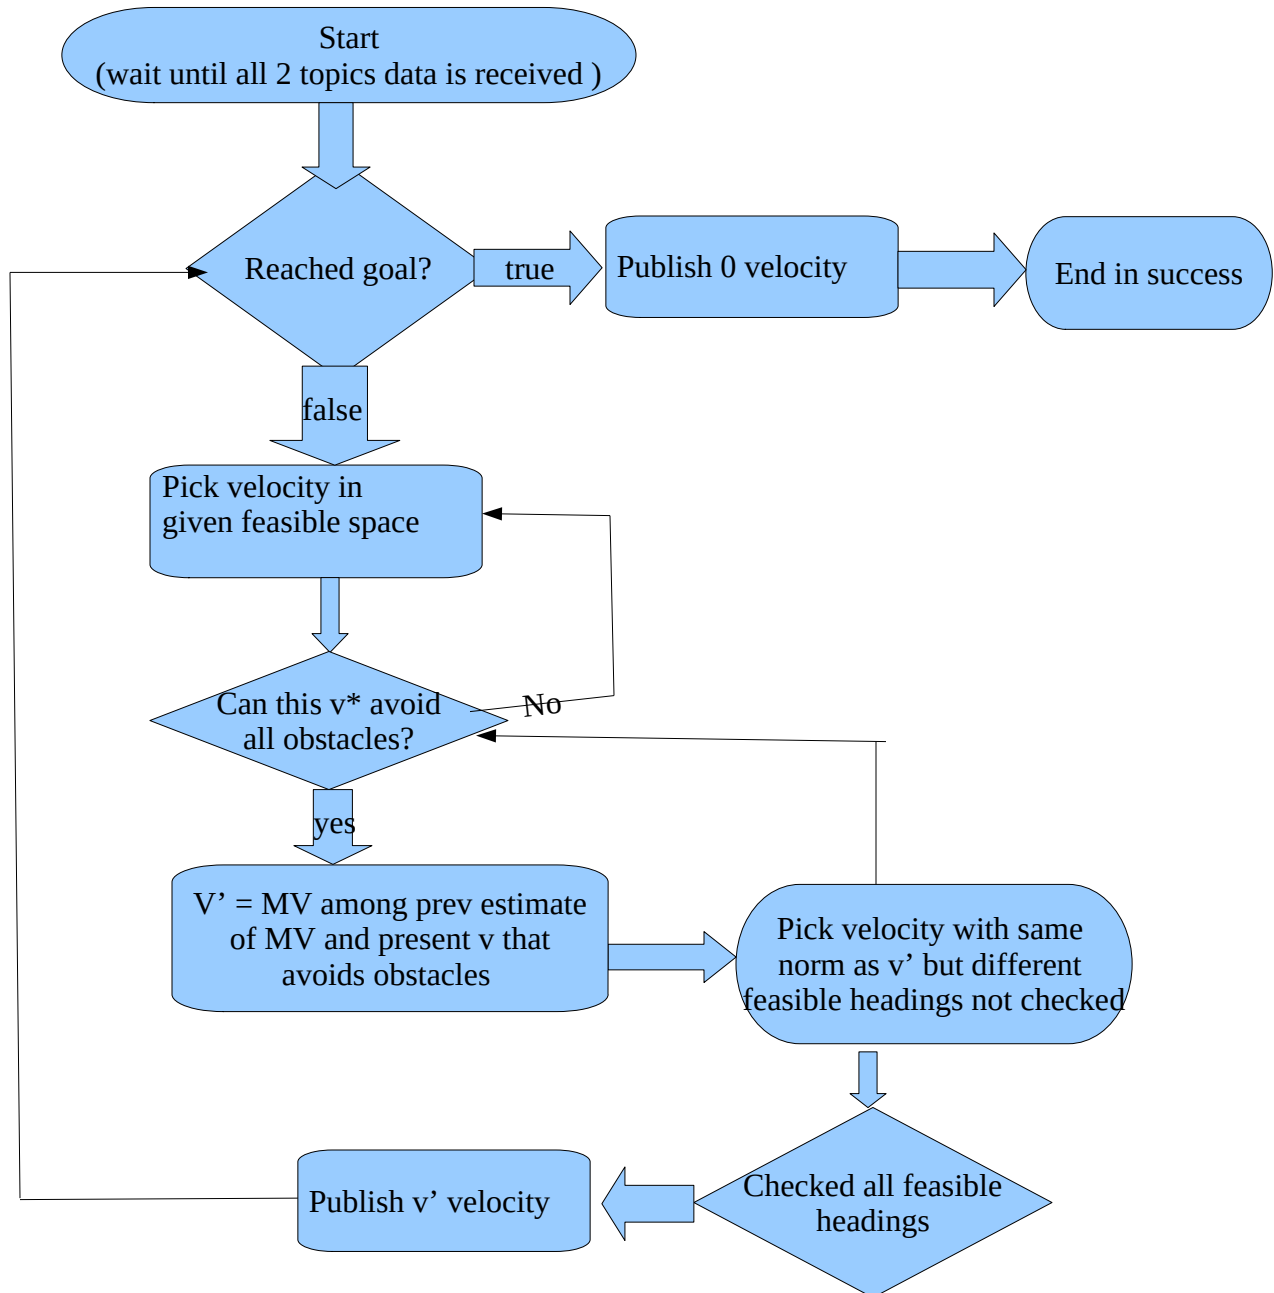 Start
(wait until all 2 topics data is received )
Reached goal?
true
Publish 0 velocity
End in success
false
Pick velocity in
given feasible space
Can this v* avoid
all obstacles?
No
yes
V’ = MV among prev estimate
of MV and present v that
avoids obstacles
Pick velocity with same
norm as v’ but different
feasible headings not checked
Checked all feasible
headings
Publish v’ velocity